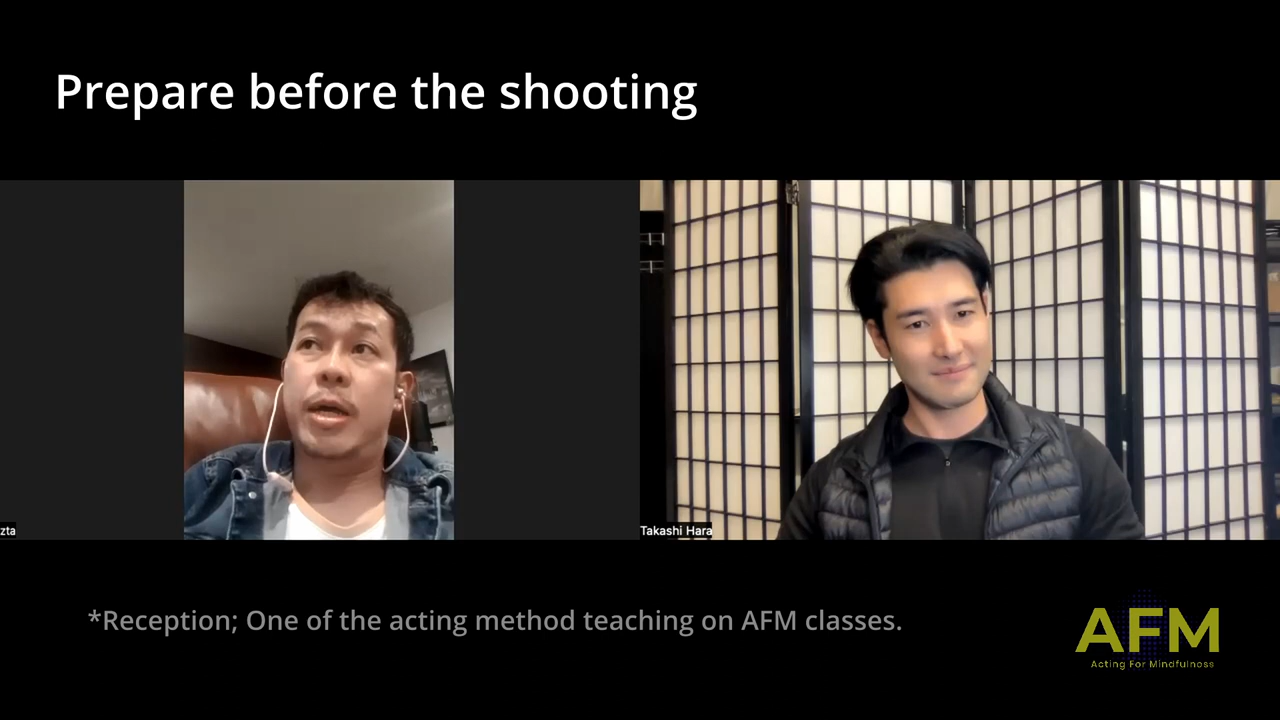 Prepare before the shooting
zta
Takashi Hara
*Reception; One of the acting method teaching on AFM classes.
AFM
Acting For Mindfulness